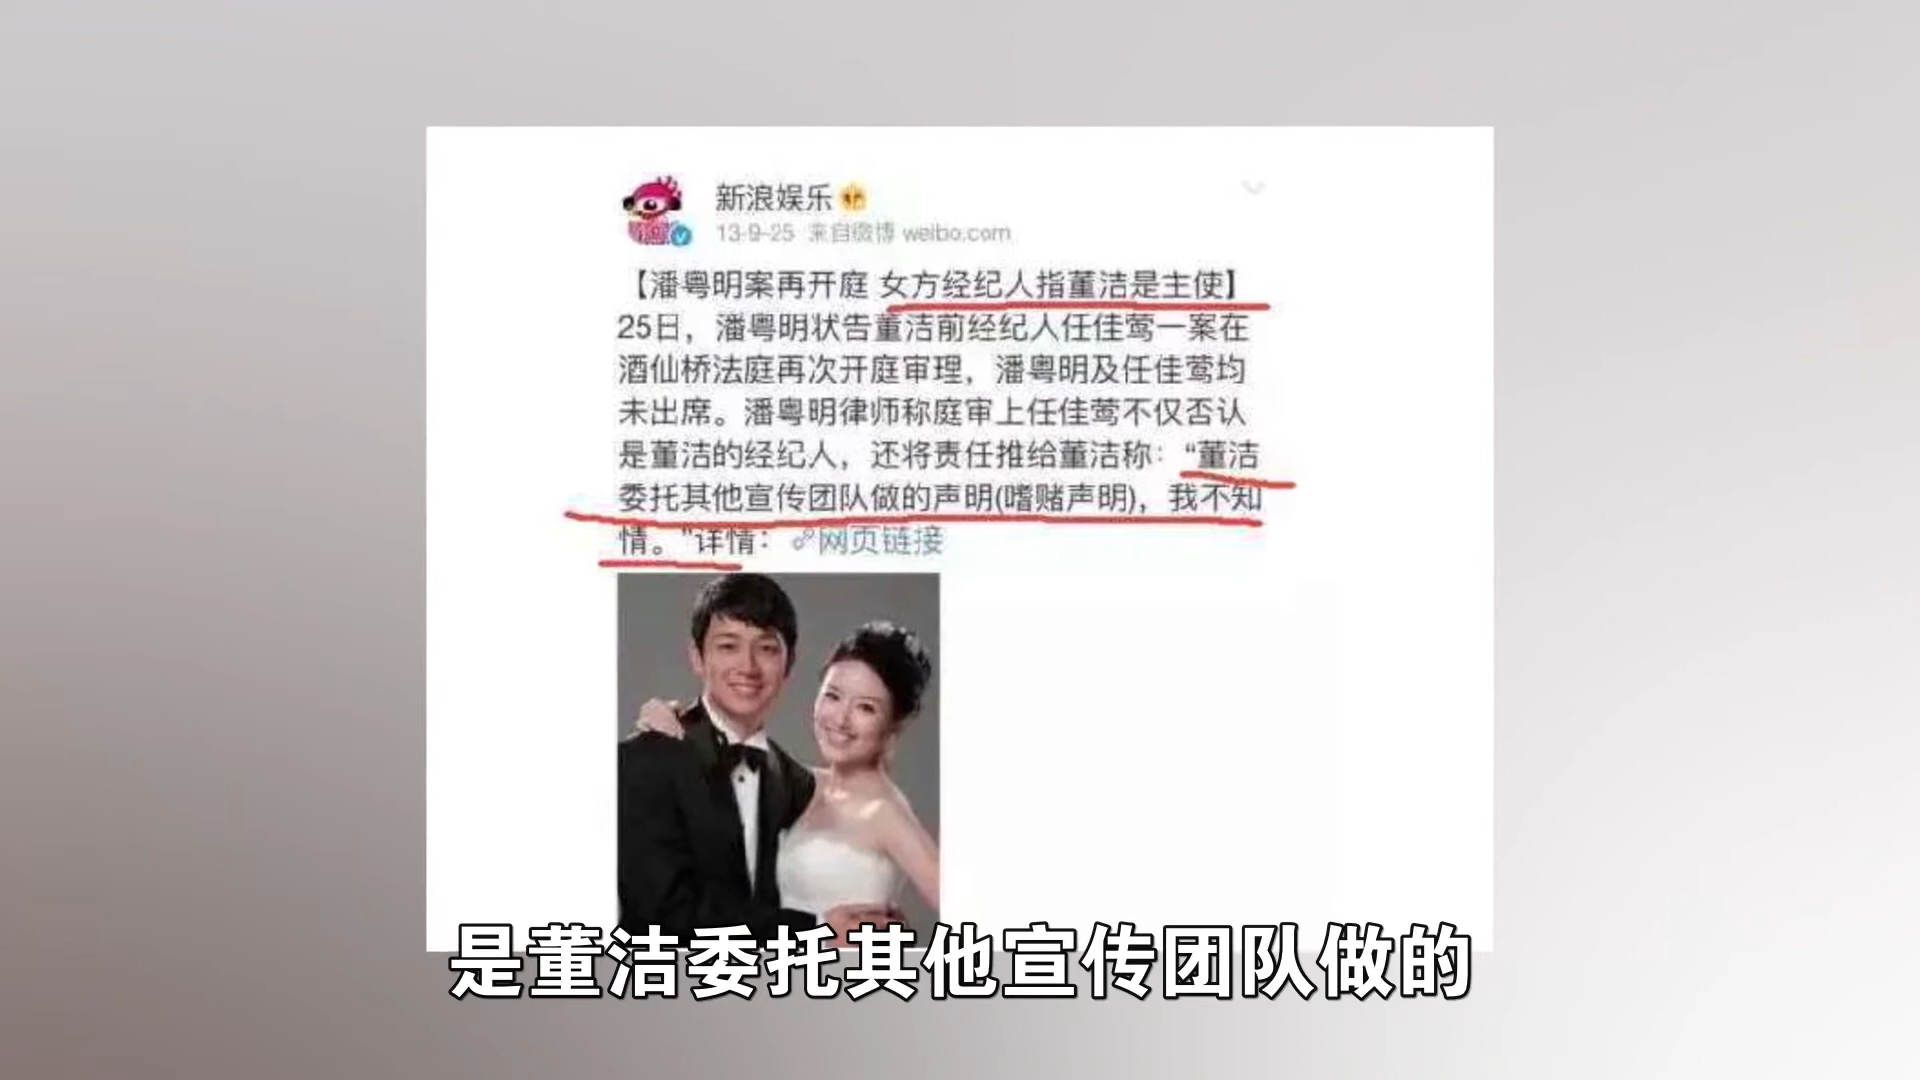 新浪娱乐
13-9-25 来自微博 weibo.com
【潘粤明案再开庭 女方经纪人指董洁是主使】
25日，潘粤明状告董洁前经纪人任佳莺一案在
酒仙桥法庭再次开庭审理，潘粤明及任佳莺均
未出席。潘粤明律师称庭审上任佳莺不仅否认
是董洁的经纪人，还将责任推给董洁称：“董洁
委托其他宣传团队做的声明(嗜赌声明)，我不知
情。”详情： 网页链接
是董洁委托其他宣传团队做的